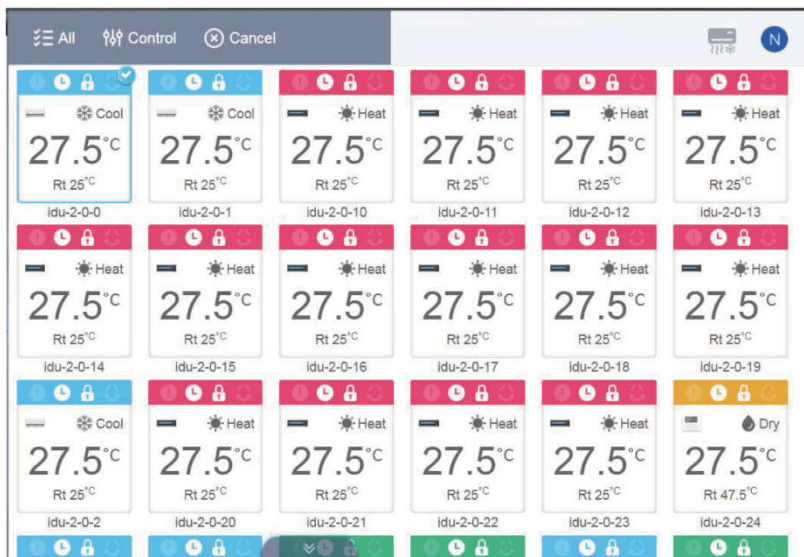 All Control Cancel N
Cool Cool Heat Heat Heat Heat
27.5°C 27.5°C 27.5°C 27.5°C 27.5°C 27.5°C
Rt 25°C Rt 25°C Rt 25°C Rt 25°C Rt 25°C Rt 25°C
idu-2-0-0 idu-2-0-1 idu-2-0-10 idu-2-0-11 idu-2-0-12 idu-2-0-13
Heat Heat Heat Heat Heat Heat
27.5°C 27.5°C 27.5°C 27.5°C 27.5°C 27.5°C
Rt 25°C Rt 25°C Rt 25°C Rt 25°C Rt 25°C Rt 25°C
idu-2-0-14 idu-2-0-15 idu-2-0-16 idu-2-0-17 idu-2-0-18 idu-2-0-19
Cool Heat Heat Heat Heat Dry
27.5°C 27.5°C 27.5°C 27.5°C 27.5°C 27.5°C
Rt 25°C Rt 25°C Rt 25°C Rt 25°C Rt 25°C Rt 47.5°C
idu-2-0-2 idu-2-0-20 idu-2-0-21 idu-2-0-22 idu-2-0-23 idu-2-0-24